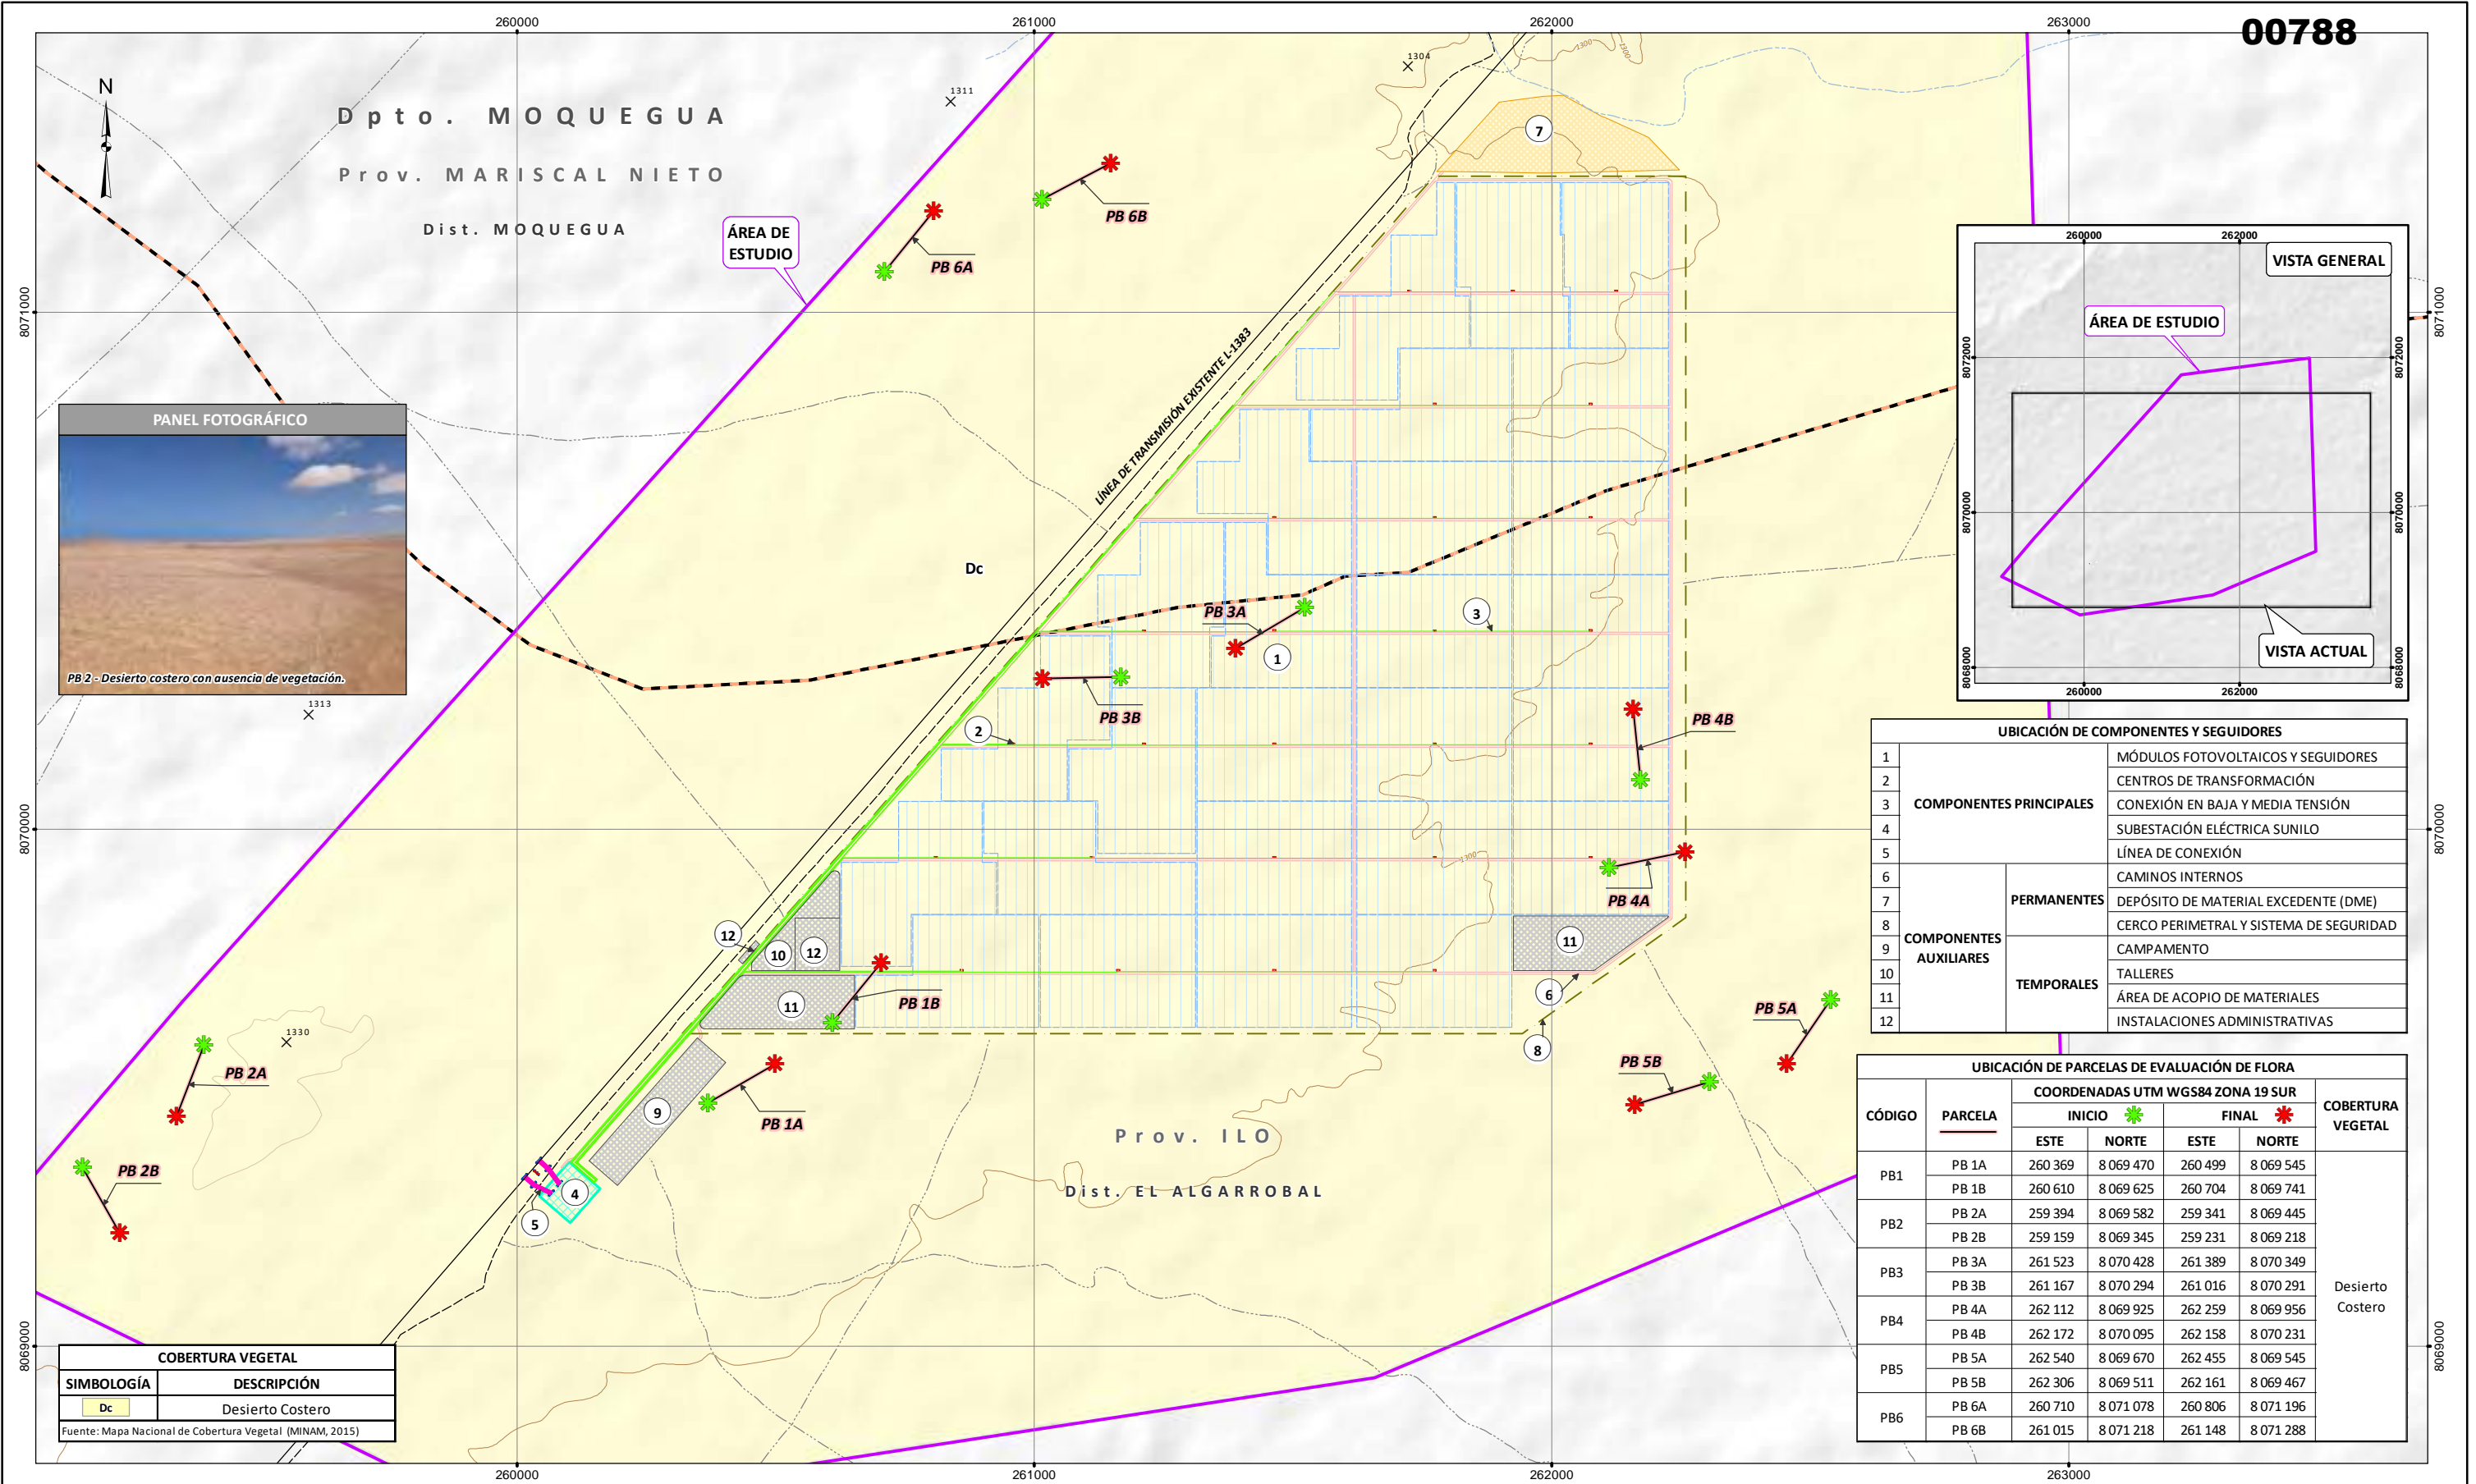 00788
260000 261000 262000 263000
N
Dpto. MOQUEGUA
Prov. MARISCAL NIETO
Dist. MOQUEGUA
ÁREA DE
ESTUDIO
1311
1304
1300
1300
7
PB 6B
PB 6A
8071000
8071000
LÍNEA DE TRANSMISIÓN EXISTENTE L-1383
260000 262000
VISTA GENERAL
ÁREA DE ESTUDIO
8072000
8072000
8070000
8070000
8068000
8068000
VISTA ACTUAL
260000 262000
PANEL FOTOGRÁFICO
PB 2 - Desierto costero con ausencia de vegetación.
1313
Dc
PB 3A
3
1
PB 3B
2
PB 4B
8070000
8070000
1300
PB 4A
12
10
12
11
11
PB 1B
6
8
PB 5A
PB 5B
1330
PB 2A
PB 2B
9
PB 1A
4
5
Prov. ILO
Dist. EL ALGARROBAL
8069000
8069000
UBICACIÓN DE COMPONENTES Y SEGUIDORES
1 COMPONENTES PRINCIPALES MÓDULOS FOTOVOLTAICOS Y SEGUIDORES
2 CENTROS DE TRANSFORMACIÓN
3 CONEXIÓN EN BAJA Y MEDIA TENSIÓN
4 SUBESTACIÓN ELÉCTRICA SUNILO
5 LÍNEA DE CONEXIÓN
6 COMPONENTES AUXILIARES PERMANENTES CAMINOS INTERNOS
7 DEPÓSITO DE MATERIAL EXCEDENTE (DME)
8 CERCO PERIMETRAL Y SISTEMA DE SEGURIDAD
9 TEMPORALES CAMPAMENTO
10 TALLERES
11 ÁREA DE ACOPIO DE MATERIALES
12 INSTALACIONES ADMINISTRATIVAS
UBICACIÓN DE PARCELAS DE EVALUACIÓN DE FLORA
CÓDIGO PARCELA COORDENADAS UTM WGS84 ZONA 19 SUR COBERTURA VEGETAL
INICIO FINAL
ESTE NORTE ESTE NORTE
PB1 PB 1A 260 369 8 069 470 260 499 8 069 545
PB 1B 260 610 8 069 625 260 704 8 069 741
PB2 PB 2A 259 394 8 069 582 259 341 8 069 445
PB 2B 259 159 8 069 345 259 231 8 069 218
PB3 PB 3A 261 523 8 070 428 261 389 8 070 349
PB 3B 261 167 8 070 294 261 016 8 070 291
Desierto Costero
PB4 PB 4A 262 112 8 069 925 262 259 8 069 956
PB 4B 262 172 8 070 095 262 158 8 070 231
PB5 PB 5A 262 540 8 069 670 262 455 8 069 545
PB 5B 262 306 8 069 511 262 161 8 069 467
PB6 PB 6A 260 710 8 071 078 260 806 8 071 196
PB 6B 261 015 8 071 218 261 148 8 071 288
COBERTURA VEGETAL
SIMBOLOGÍA DESCRIPCIÓN
Dc Desierto Costero
Fuente: Mapa Nacional de Cobertura Vegetal (MINAM, 2015)
260000 261000 262000 263000